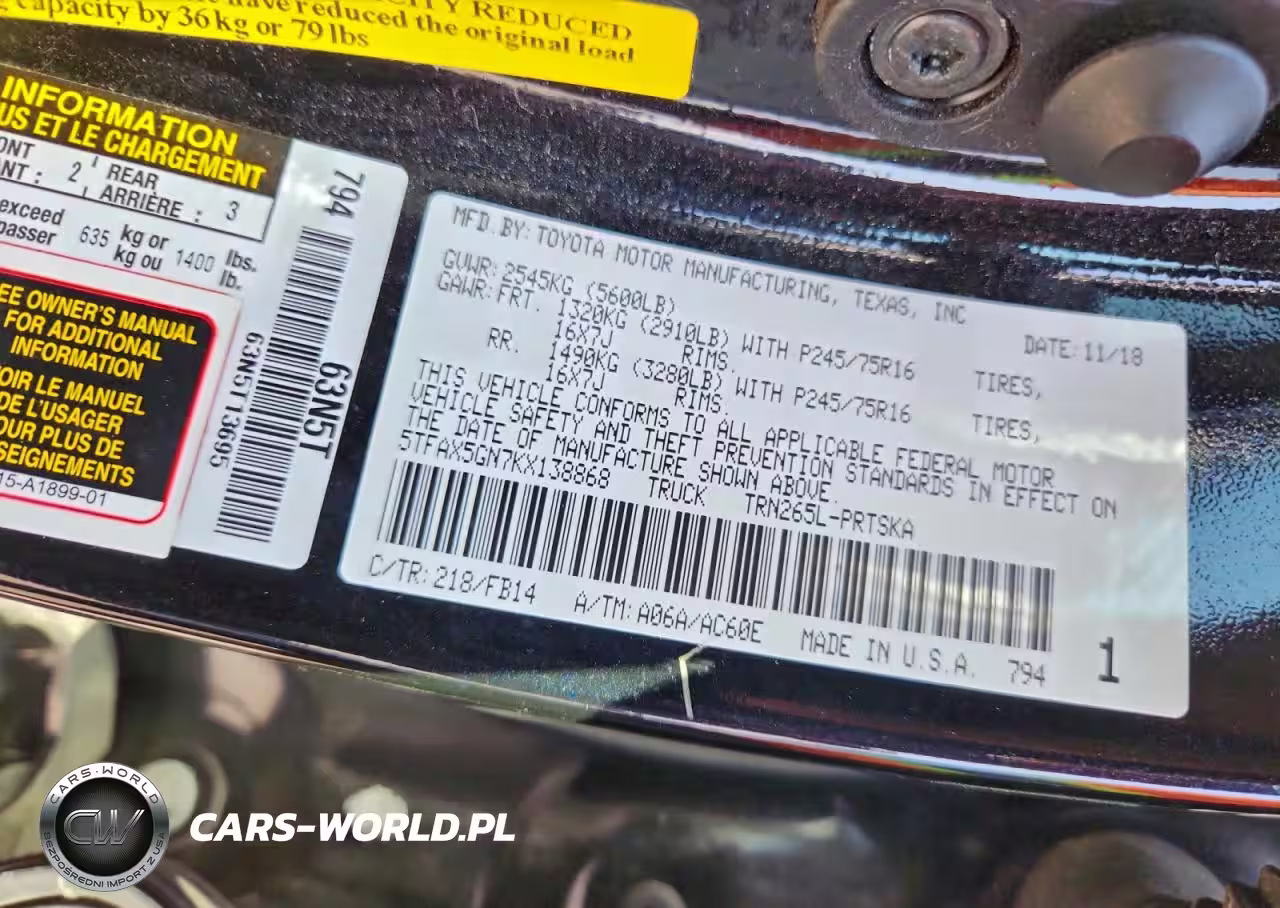 CITY REDUCED
have reduced the original load
capacity by 36 kg or 79 lbs
INFORMATION
US ET LE CHARGEMENT
2 REAR
ARRIÈRE : 3
exceed 635 kg or 1400 lbs.
kg ou lb.
OWNER'S MANUAL
FOR ADDITIONAL
INFORMATION
LE MANUEL
DE L'USAGER
PLUS DE
15-A1899-01
794
63N5T13695
63N5T
MFD. BY: TOYOTA MOTOR MANUFACTURING, TEXAS, INC
DATE: 11/18
GVWR: 2545KG (5600LB)
GAWR: FRT. 1320KG (2910LB) WITH P245/75R16 TIRES,
16X7J RIMS.
RR. 1490KG (3280LB) WITH P245/75R16 TIRES,
16X7J RIMS.
THIS VEHICLE CONFORMS TO ALL APPLICABLE FEDERAL MOTOR
VEHICLE SAFETY AND THEFT PREVENTION STANDARDS IN EFFECT ON
THE DATE OF MANUFACTURE SHOWN ABOVE.
5TFAX5GN7KX138868 TRUCK TRN265L-PRTSKA
C/TR: 218/FB14 A/TM: A06A/AC60E MADE IN U.S.A. 794 1
CARS-WORLD
CW
BEZPOŚREDNI IMPORT Z USA
CARS-WORLD.PL